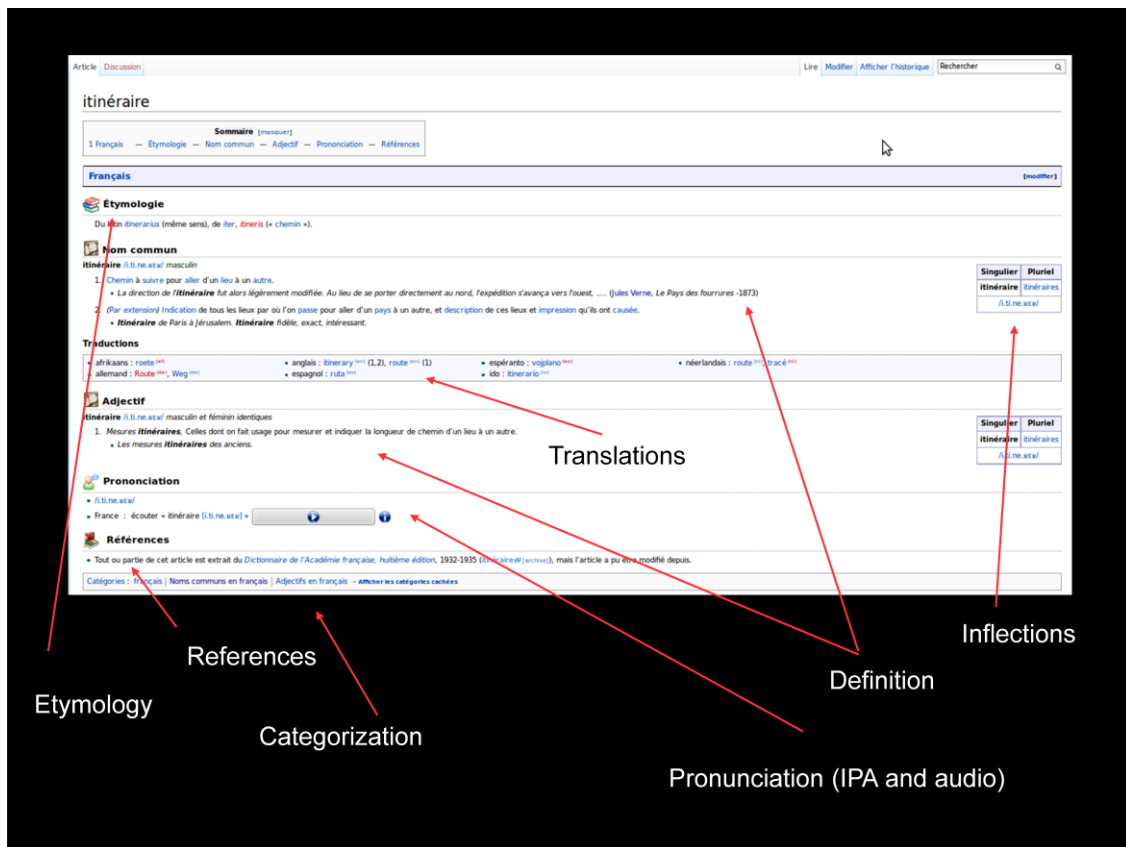 Article Discussion Lire Modifier Afficher l'historique Rechercher
itinéraire
Sommaire [masquer]
1 Français — Étymologie — Nom commun — Adjectif — Prononciation — Références
Français [modifier]
Étymologie
Du latin itinerarius (même sens), de iter, itineris (« chemin »).
Nom commun
itinéraire /i.ti.ne.ʁɛʁ/ masculin
1. Chemin à suivre pour aller d'un lieu à un autre.
• La direction de l'itinéraire fut alors légèrement modifiée. Au lieu de se porter directement au nord, l'expédition s'avança vers l'ouest, .... (Jules Verne, Le Pays des fourrures -1873)
2. (Par extension) Indication de tous les lieux par où l'on passe pour aller d'un pays à un autre, et description de ces lieux et impression qu'ils ont causée.
• Itinéraire de Paris à Jérusalem. Itinéraire fidèle, exact, intéressant.
Singulier Pluriel
itinéraire itinéraires
/i.ti.ne.ʁɛʁ/
Traductions
• afrikaans : roete (af) • anglais : itinerary (en) (1,2), route (en) (1) • espéranto : vojplano (eo) • néerlandais : route (nl), tracé (nl)
• allemand : Route (de), Weg (de) • espagnol : ruta (es) • ido : itinerario (io)
Adjectif
itinéraire /i.ti.ne.ʁɛʁ/ masculin et féminin identiques
1. Mesures itinéraires, Celles dont on fait usage pour mesurer et indiquer la longueur de chemin d'un lieu à un autre.
• Les mesures itinéraires des anciens.
Singulier Pluriel
itinéraire itinéraires
/i.ti.ne.ʁɛʁ/
Translations
Prononciation
• /i.ti.ne.ʁɛʁ/
• France : écouter « itinéraire [i.ti.ne.ʁɛʁ] »
Références
• Tout ou partie de cet article est extrait du Dictionnaire de l'Académie française, huitième édition, 1932-1935 (itinéraire [archive]), mais l'article a pu être modifié depuis.
Catégories : français | Noms communs en français | Adjectifs en français - Afficher les catégories cachées
Inflections
References
Definition
Etymology
Categorization
Pronunciation (IPA and audio)